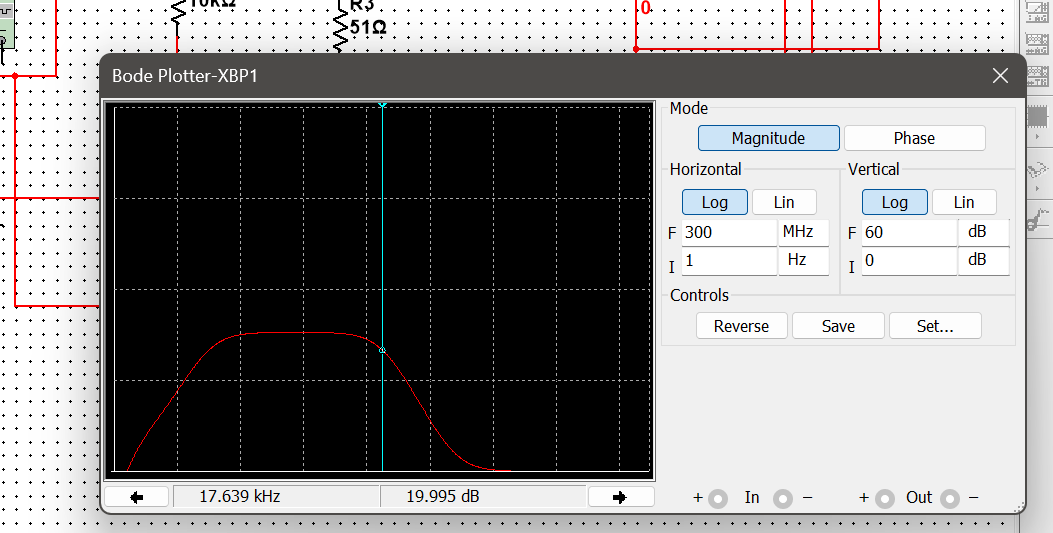 10kΩ
R3
51Ω
0
Bode Plotter-XBP1
Mode
Magnitude Phase
Horizontal Vertical
Log Lin Log Lin
F 300 MHz F 60 dB
I 1 Hz I 0 dB
Controls
Reverse Save Set...
17.639 kHz 19.995 dB
+ In − + Out −